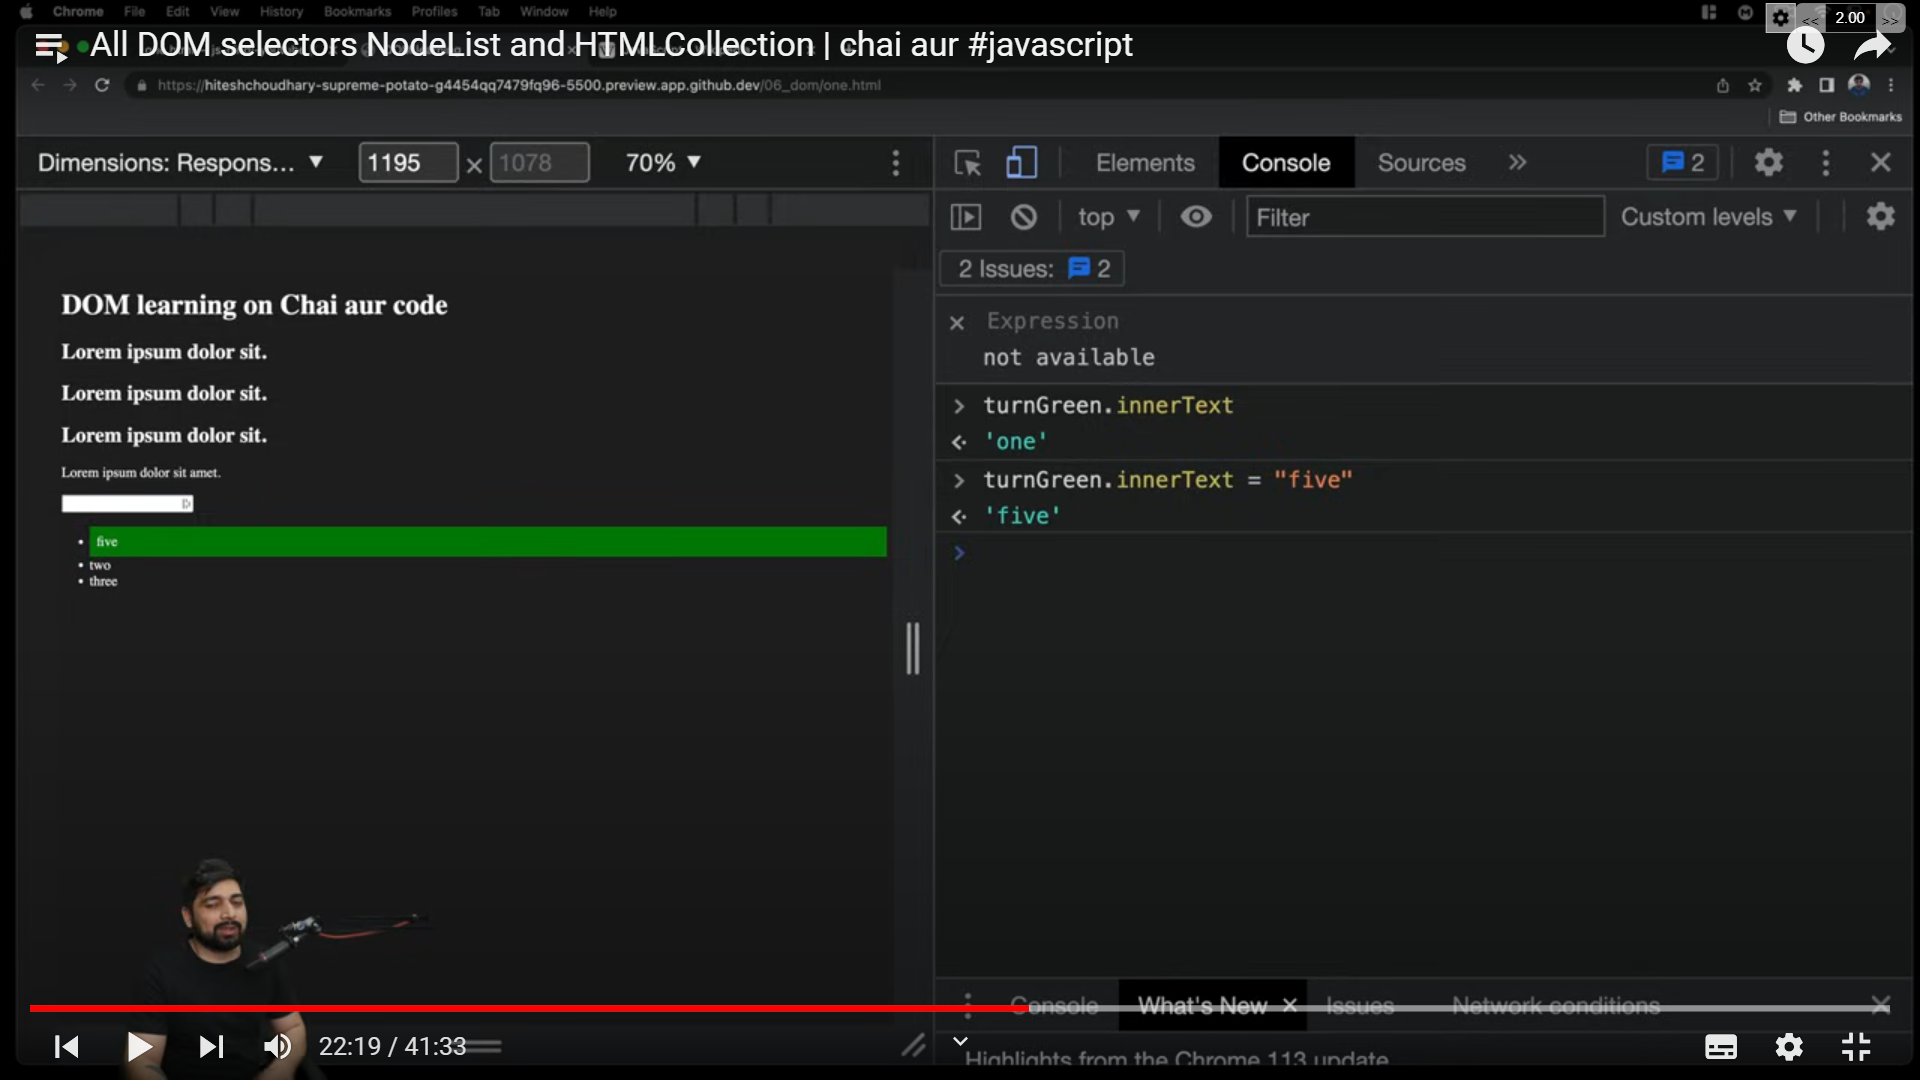 Chrome File Edit View History Bookmarks Profiles Tab Window Help
<< 2.00 >>
All DOM selectors NodeList and HTMLCollection | chai aur #javascript
https://hiteshchoudhary-supreme-potato-g4454qq7479fq96-5500.preview.app.github.dev/06_dom/one.html
Other Bookmarks
Dimensions: Respons... ▼ 1195 × 1078 70% ▼
Elements Console Sources » 2
top ▼ Filter Custom levels ▼
2 Issues: 2
DOM learning on Chai aur code
Lorem ipsum dolor sit.
Lorem ipsum dolor sit.
Lorem ipsum dolor sit.
Lorem ipsum dolor sit amet.
• five
• two
• three
Expression
not available
turnGreen.innerText
'one'
turnGreen.innerText = "five"
'five'
Console What's New × Issues Network conditions
Highlights from the Chrome 113 update
22:19 / 41:33